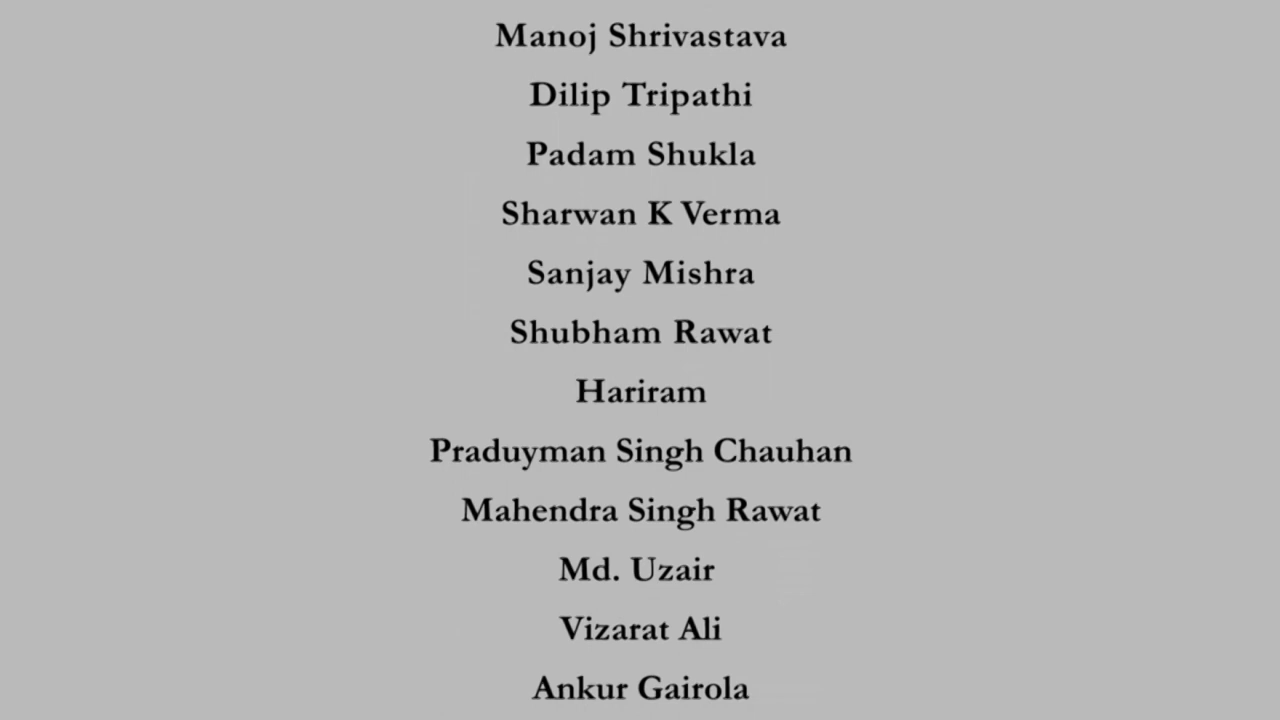 Manoj Shrivastava
Dilip Tripathi
Padam Shukla
Sharwan K Verma
Sanjay Mishra
Shubham Rawat
Hariram
Praduyman Singh Chauhan
Mahendra Singh Rawat
Md. Uzair
Vizarat Ali
Ankur Gairola